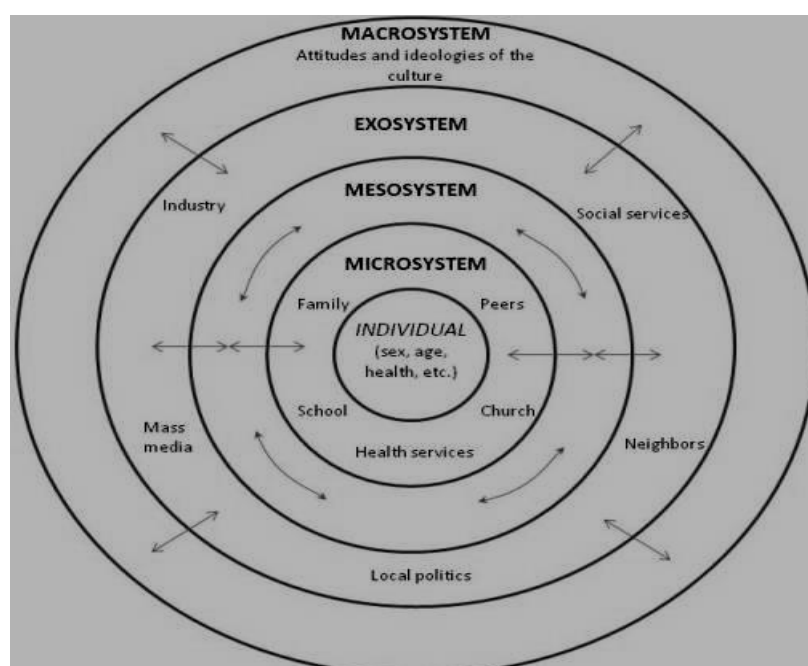 MACROSYSTEM
Attitudes and ideologies of the
culture
EXOSYSTEM
MESOSYSTEM
Industry
Social services
MICROSYSTEM
Family
Peers
INDIVIDUAL
(sex, age,
health, etc.)
School
Church
Mass
media
Health services
Neighbors
Local politics